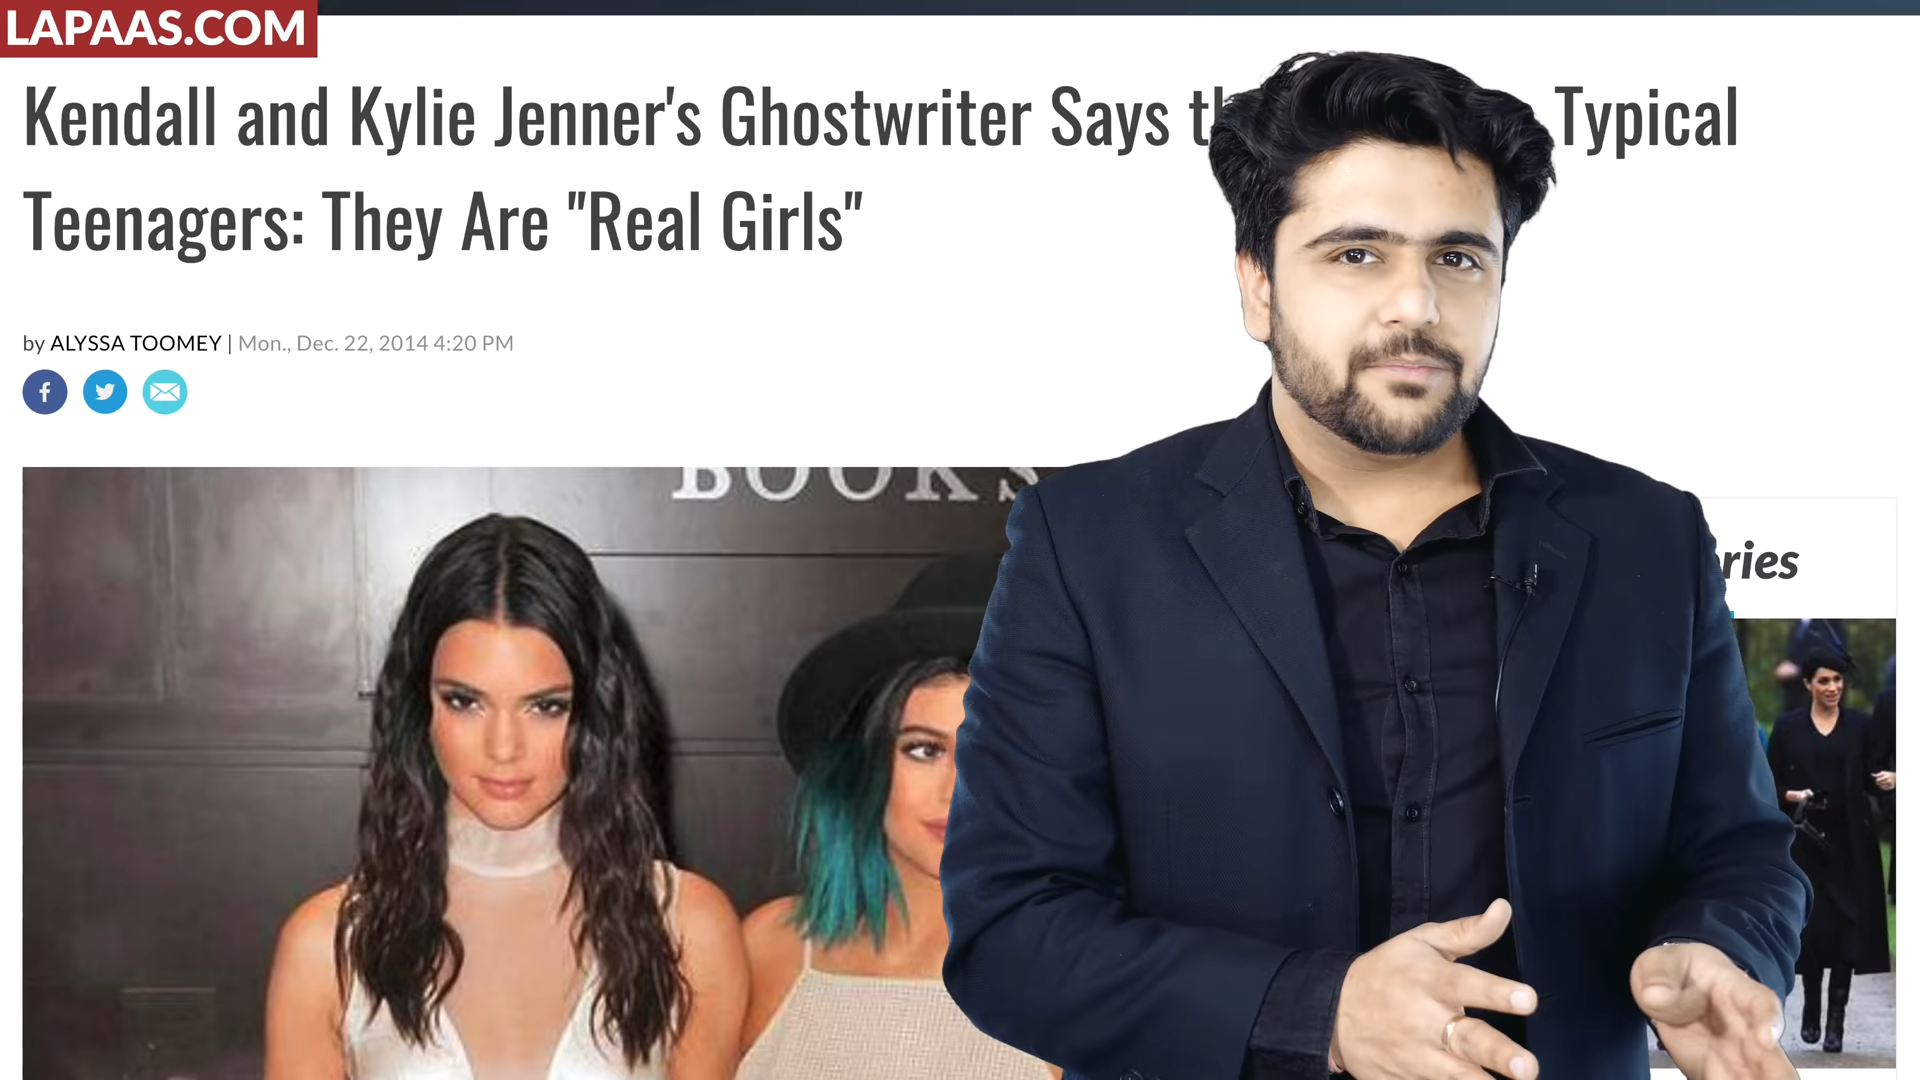 LAPAAS.COM
Kendall and Kylie Jenner's Ghostwriter Says Typical
Teenagers: They Are "Real Girls"
by ALYSSA TOOMEY | Mon., Dec. 22, 2014 4:20 PM
BOOKS